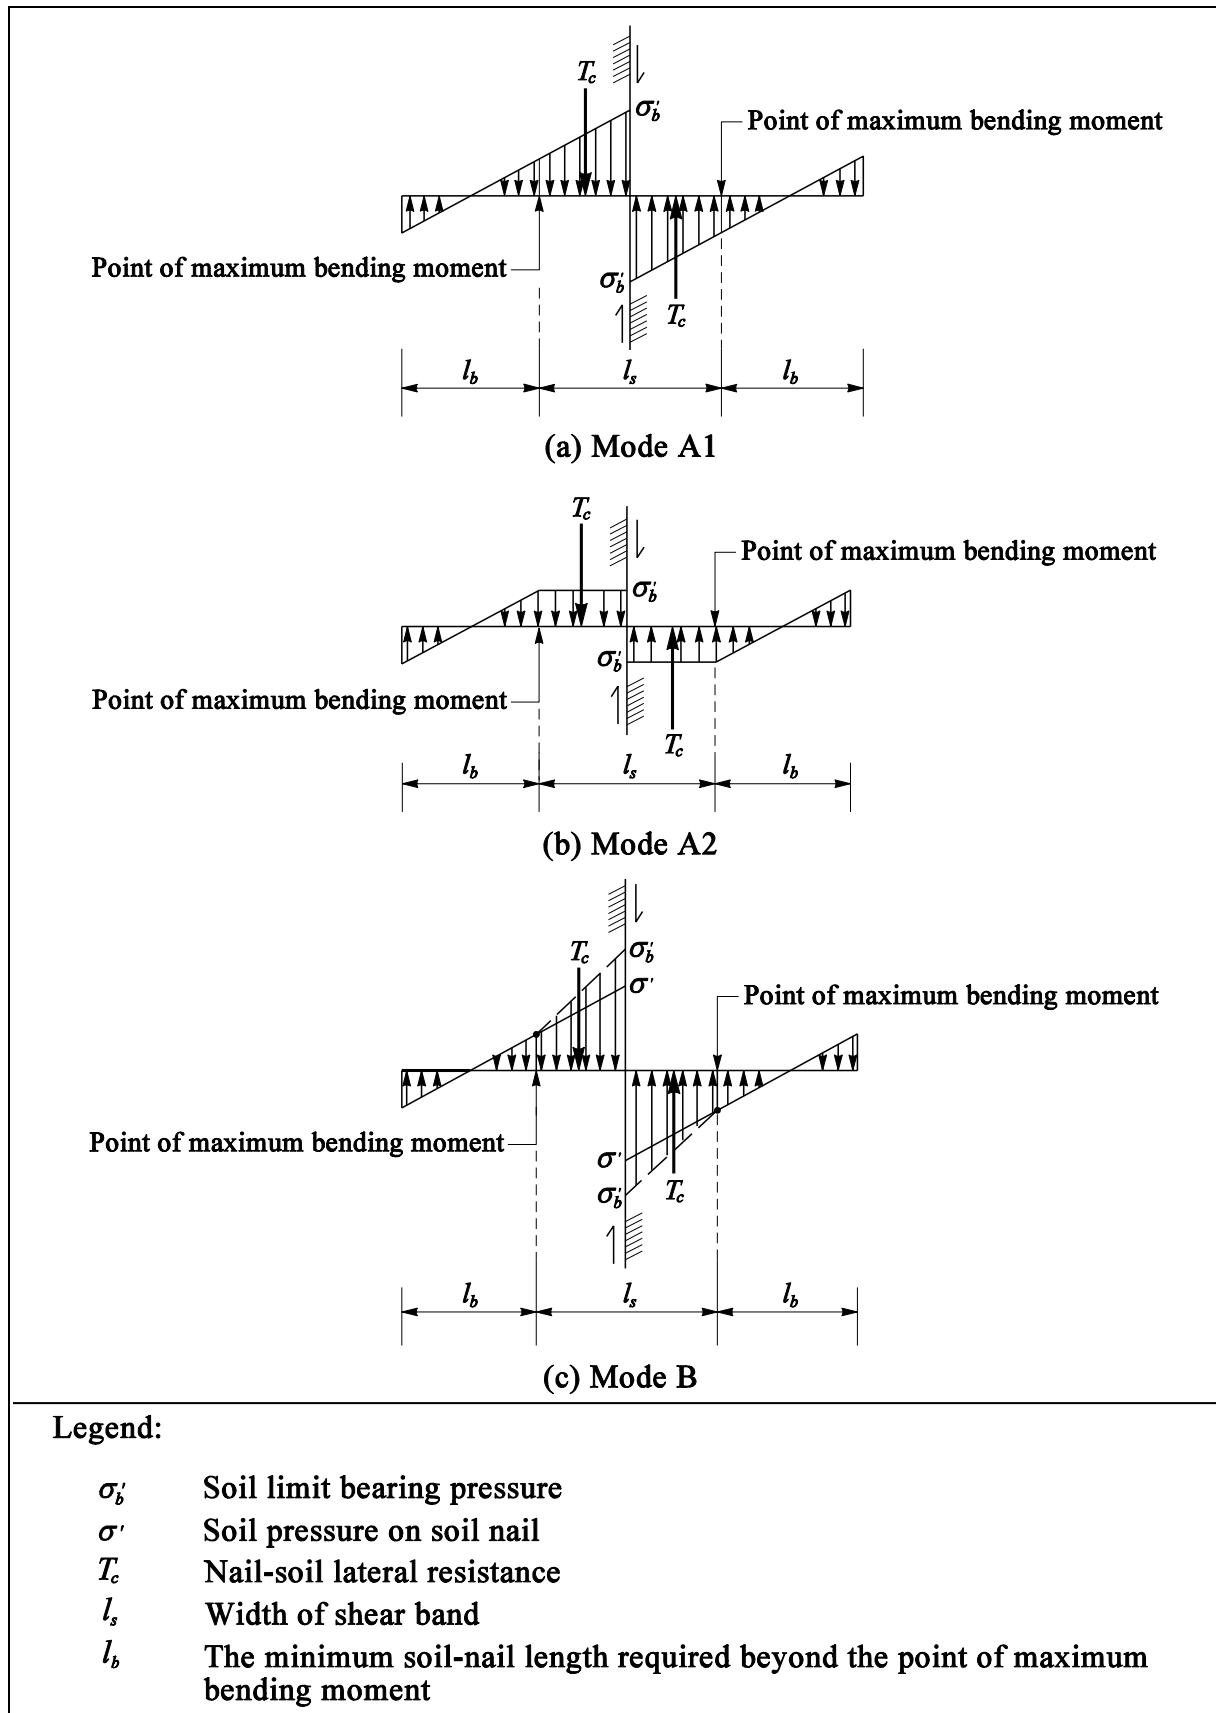 T_c
σ_b'
Point of maximum bending moment
Point of maximum bending moment
σ_b'
T_c
l_b l_s l_b
(a) Mode A1
T_c
Point of maximum bending moment
σ_b'
σ_b'
Point of maximum bending moment
T_c
l_b l_s l_b
(b) Mode A2
T_c
σ_b'
σ'
Point of maximum bending moment
Point of maximum bending moment
σ'
σ_b'
T_c
l_b l_s l_b
(c) Mode B
Legend:
σ_b' Soil limit bearing pressure
σ' Soil pressure on soil nail
T_c Nail-soil lateral resistance
l_s Width of shear band
l_b The minimum soil-nail length required beyond the point of maximum
bending moment